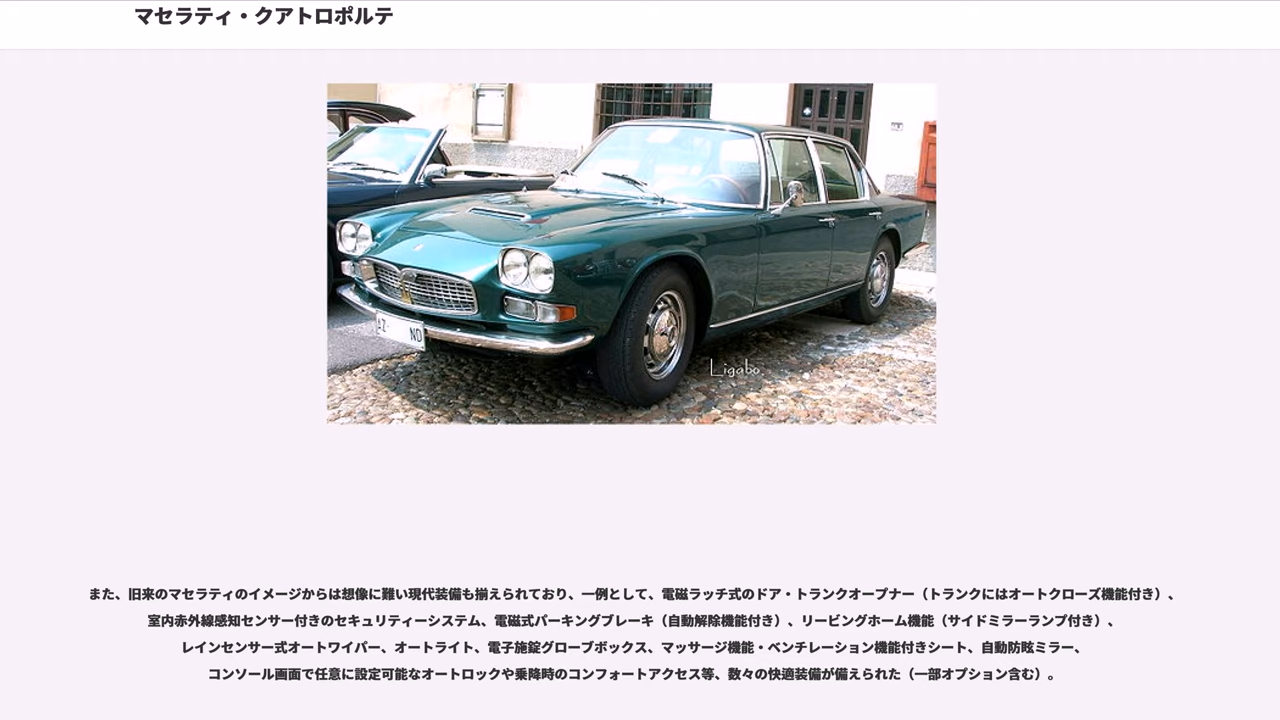 マセラティ・クアトロポルテ
AZ ND
Ligabo
また、旧来のマセラティのイメージからは想像に難い現代装備も揃えられており、一例として、電磁ラッチ式のドア・トランクオープナー（トランクにはオートクローズ機能付き）、
室内赤外線感知センサー付きのセキュリティーシステム、電磁式パーキングブレーキ（自動解除機能付き）、リービングホーム機能（サイドミラーランプ付き）、
レインセンサー式オートワイパー、オートライト、電子施錠グローブボックス、マッサージ機能・ベンチレーション機能付きシート、自動防眩ミラー、
コンソール画面で任意に設定可能なオートロックや乗降時のコンフォートアクセス等、数々の快適装備が備えられた（一部オプション含む）。